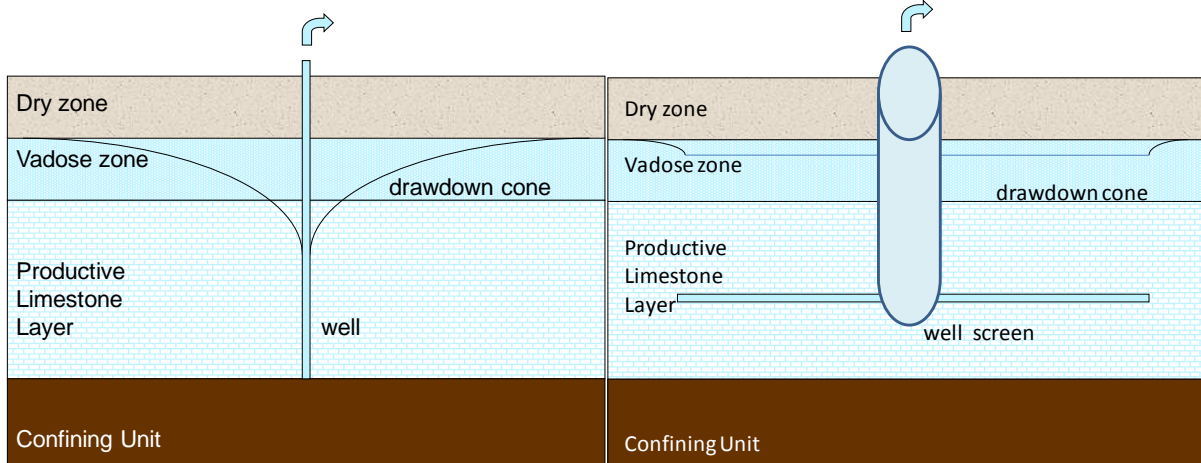 Dry zone
Vadose zone
drawdown cone
Productive
Limestone
Layer
well
Confining Unit
Dry zone
Vadose zone
drawdown cone
Productive
Limestone
Layer
well screen
Confining Unit